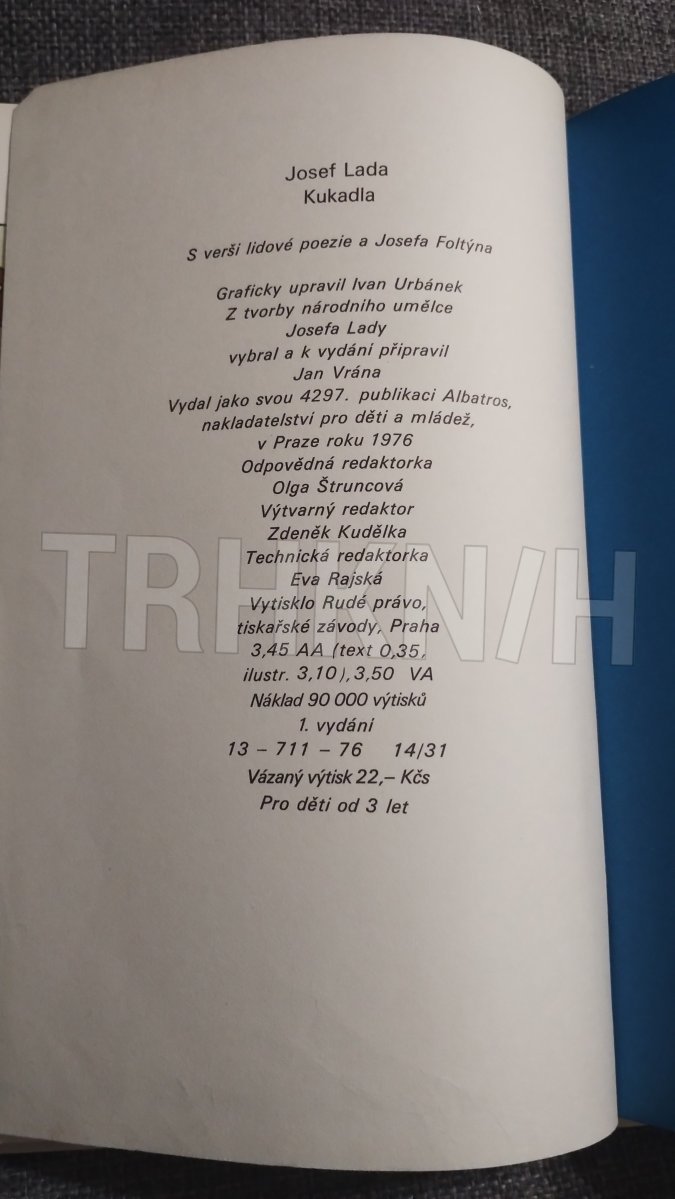 Josef Lada
Kukadla
S verši lidové poezie a Josefa Foltýna
Graficky upravil Ivan Urbánek
Z tvorby národního umělce
Josefa Lady
vybral a k vydání připravil
Jan Vrána
Vydal jako svou 4297. publikaci Albatros,
nakladatelství pro děti a mládež,
v Praze roku 1976
Odpovědná redaktorka
Olga Štruncová
Výtvarný redaktor
Zdeněk Kudělka
Technická redaktorka
Eva Rajská
Vytisklo Rudé právo,
tiskařské závody, Praha
3,45 AA (text 0,35,
ilustr. 3,10), 3,50 VA
Náklad 90 000 výtisků
1. vydání
13 – 711 – 76 14/31
Vázaný výtisk 22,– Kčs
Pro děti od 3 let
TRHKN/H